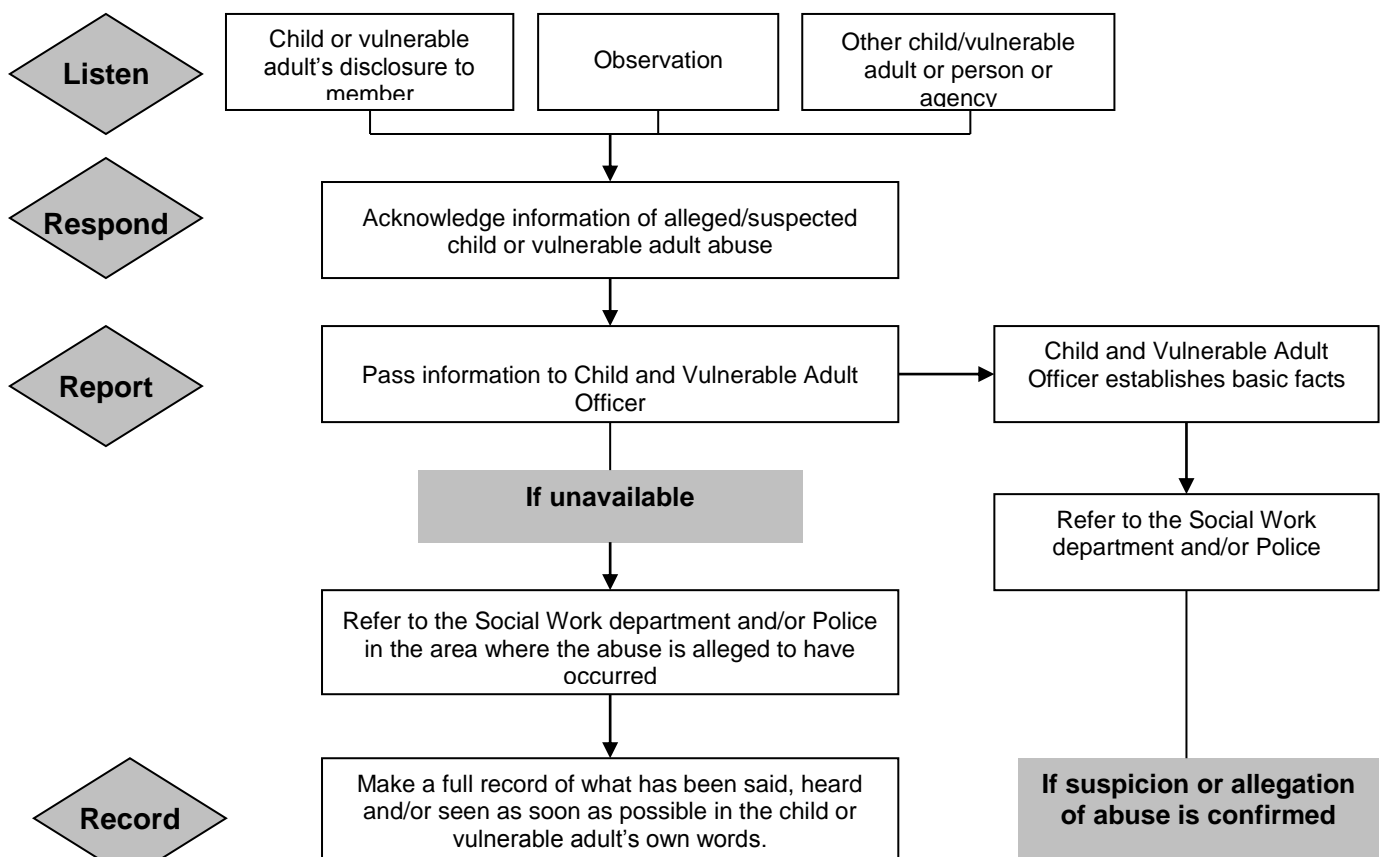 Listen
Child or vulnerable
adult's disclosure to
member
Observation
Other child/vulnerable
adult or person or
agency
Respond
Acknowledge information of alleged/suspected
child or vulnerable adult abuse
Report
Pass information to Child and Vulnerable Adult
Officer
Child and Vulnerable Adult
Officer establishes basic facts
If unavailable
Refer to the Social Work
department and/or Police
Refer to the Social Work department and/or Police
in the area where the abuse is alleged to have
occurred
Record
Make a full record of what has been said, heard
and/or seen as soon as possible in the child or
vulnerable adult's own words.
If suspicion or allegation
of abuse is confirmed